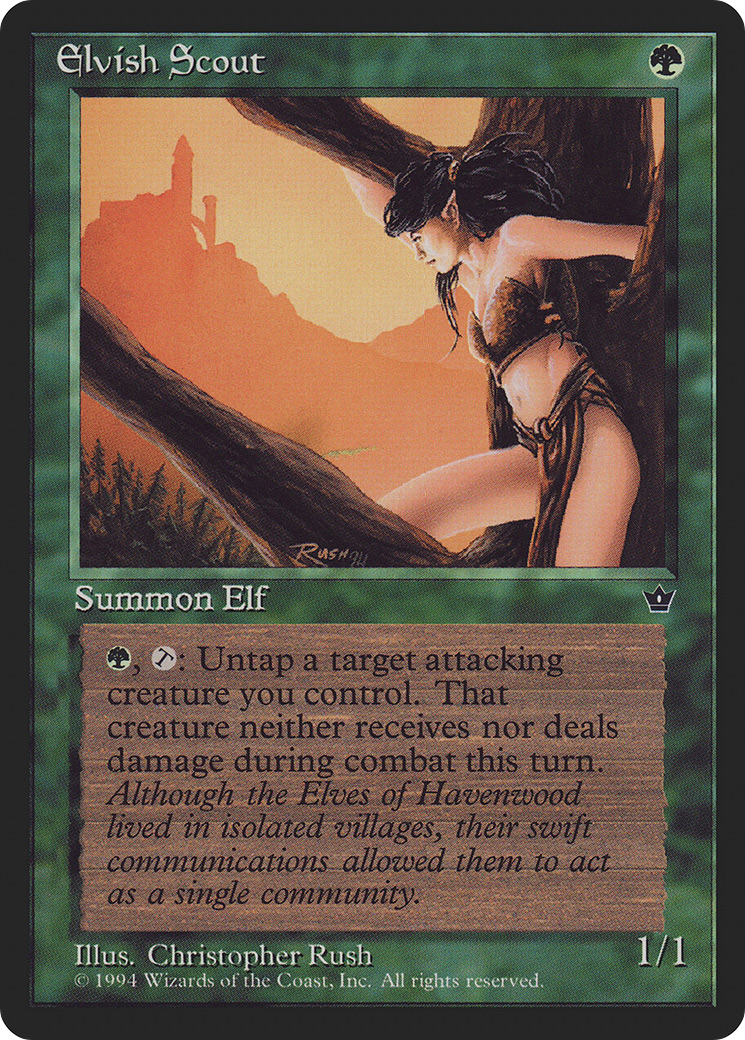 Elvish Scout
RUSH 94
Summon Elf
, : Untap a target attacking
creature you control. That
creature neither receives nor deals
damage during combat this turn.
Although the Elves of Havenwood
lived in isolated villages, their swift
communications allowed them to act
as a single community.
Illus. Christopher Rush
1/1
© 1994 Wizards of the Coast, Inc. All rights reserved.